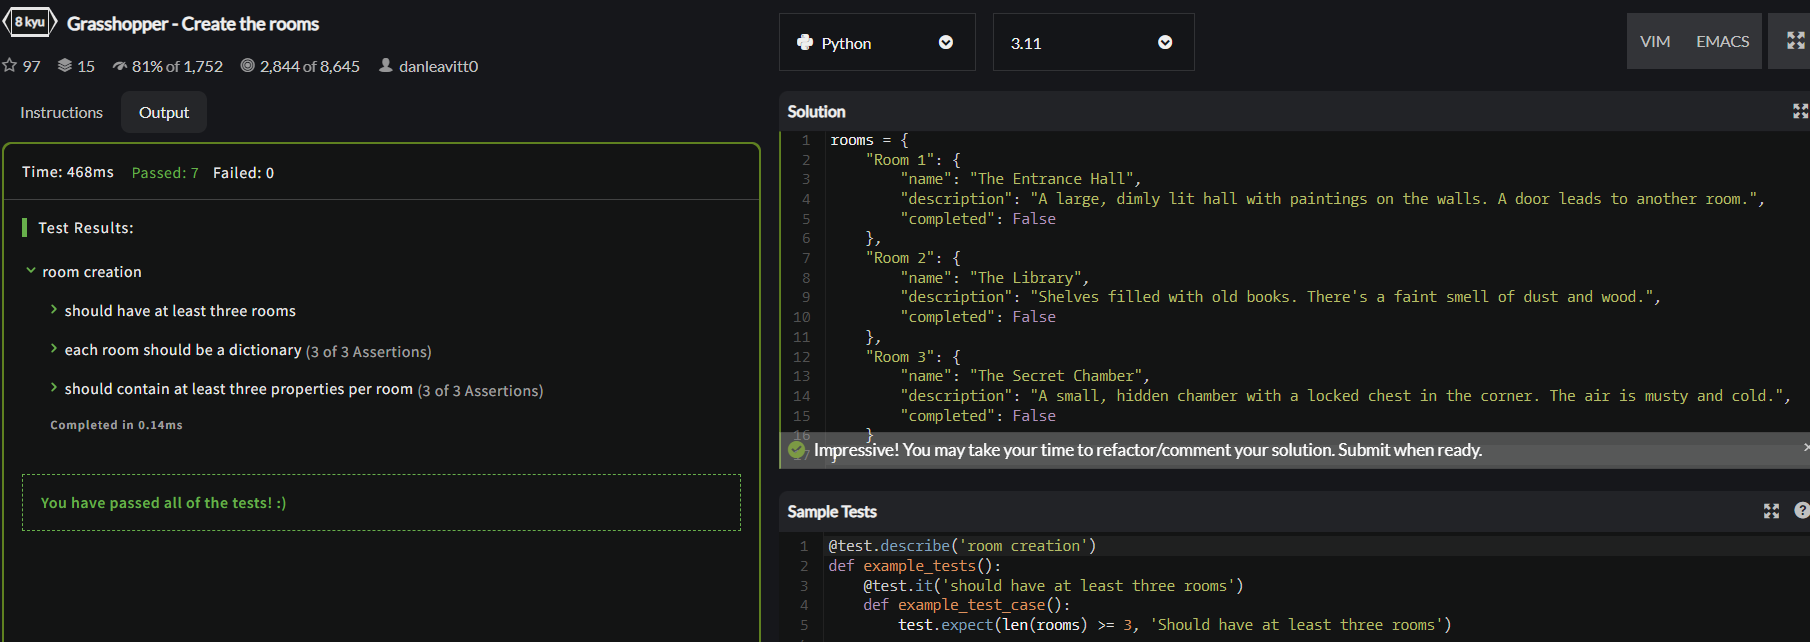 8 kyu Grasshopper - Create the rooms
97 15 81% of 1,752 2,844 of 8,645 danleavitt0
Instructions Output
Time: 468ms Passed: 7 Failed: 0
Test Results:
room creation
should have at least three rooms
each room should be a dictionary (3 of 3 Assertions)
should contain at least three properties per room (3 of 3 Assertions)
Completed in 0.14ms
You have passed all of the tests! :)
Python 3.11 VIM EMACS
Solution
1 rooms = {
2 "Room 1": {
3 "name": "The Entrance Hall",
4 "description": "A large, dimly lit hall with paintings on the walls. A door leads to another room.",
5 "completed": False
6 },
7 "Room 2": {
8 "name": "The Library",
9 "description": "Shelves filled with old books. There's a faint smell of dust and wood.",
10 "completed": False
11 },
12 "Room 3": {
13 "name": "The Secret Chamber",
14 "description": "A small, hidden chamber with a locked chest in the corner. The air is musty and cold.",
15 "completed": False
16 }
17 }
Impressive! You may take your time to refactor/comment your solution. Submit when ready.
Sample Tests
1 @test.describe('room creation')
2 def example_tests():
3 @test.it('should have at least three rooms')
4 def example_test_case():
5 test.expect(len(rooms) >= 3, 'Should have at least three rooms')